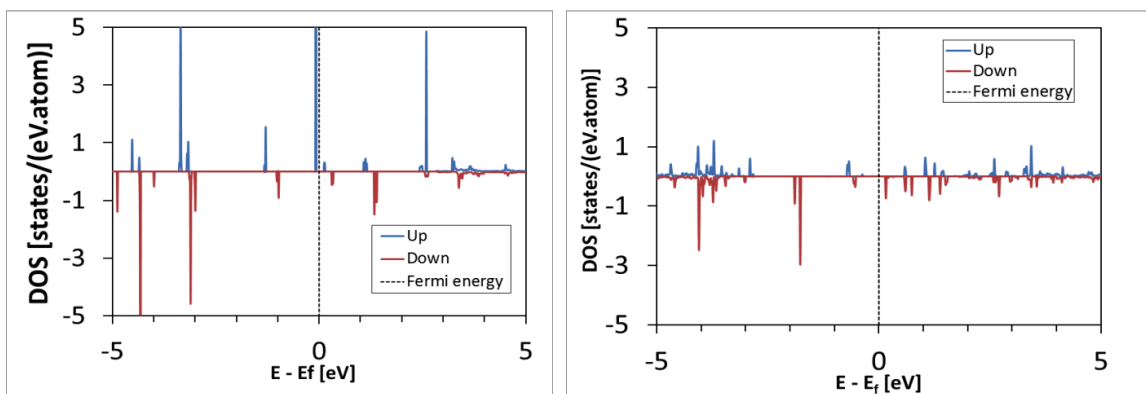 DOS [states/(eV.atom)]
5
3
1
-1
-3
-5
Up
Down
Fermi energy
-5
0
5
E - Ef [eV]
DOS [states/(eV.atom)]
5
3
1
-1
-3
-5
Up
Down
Fermi energy
-5
0
5
E - Ef [eV]